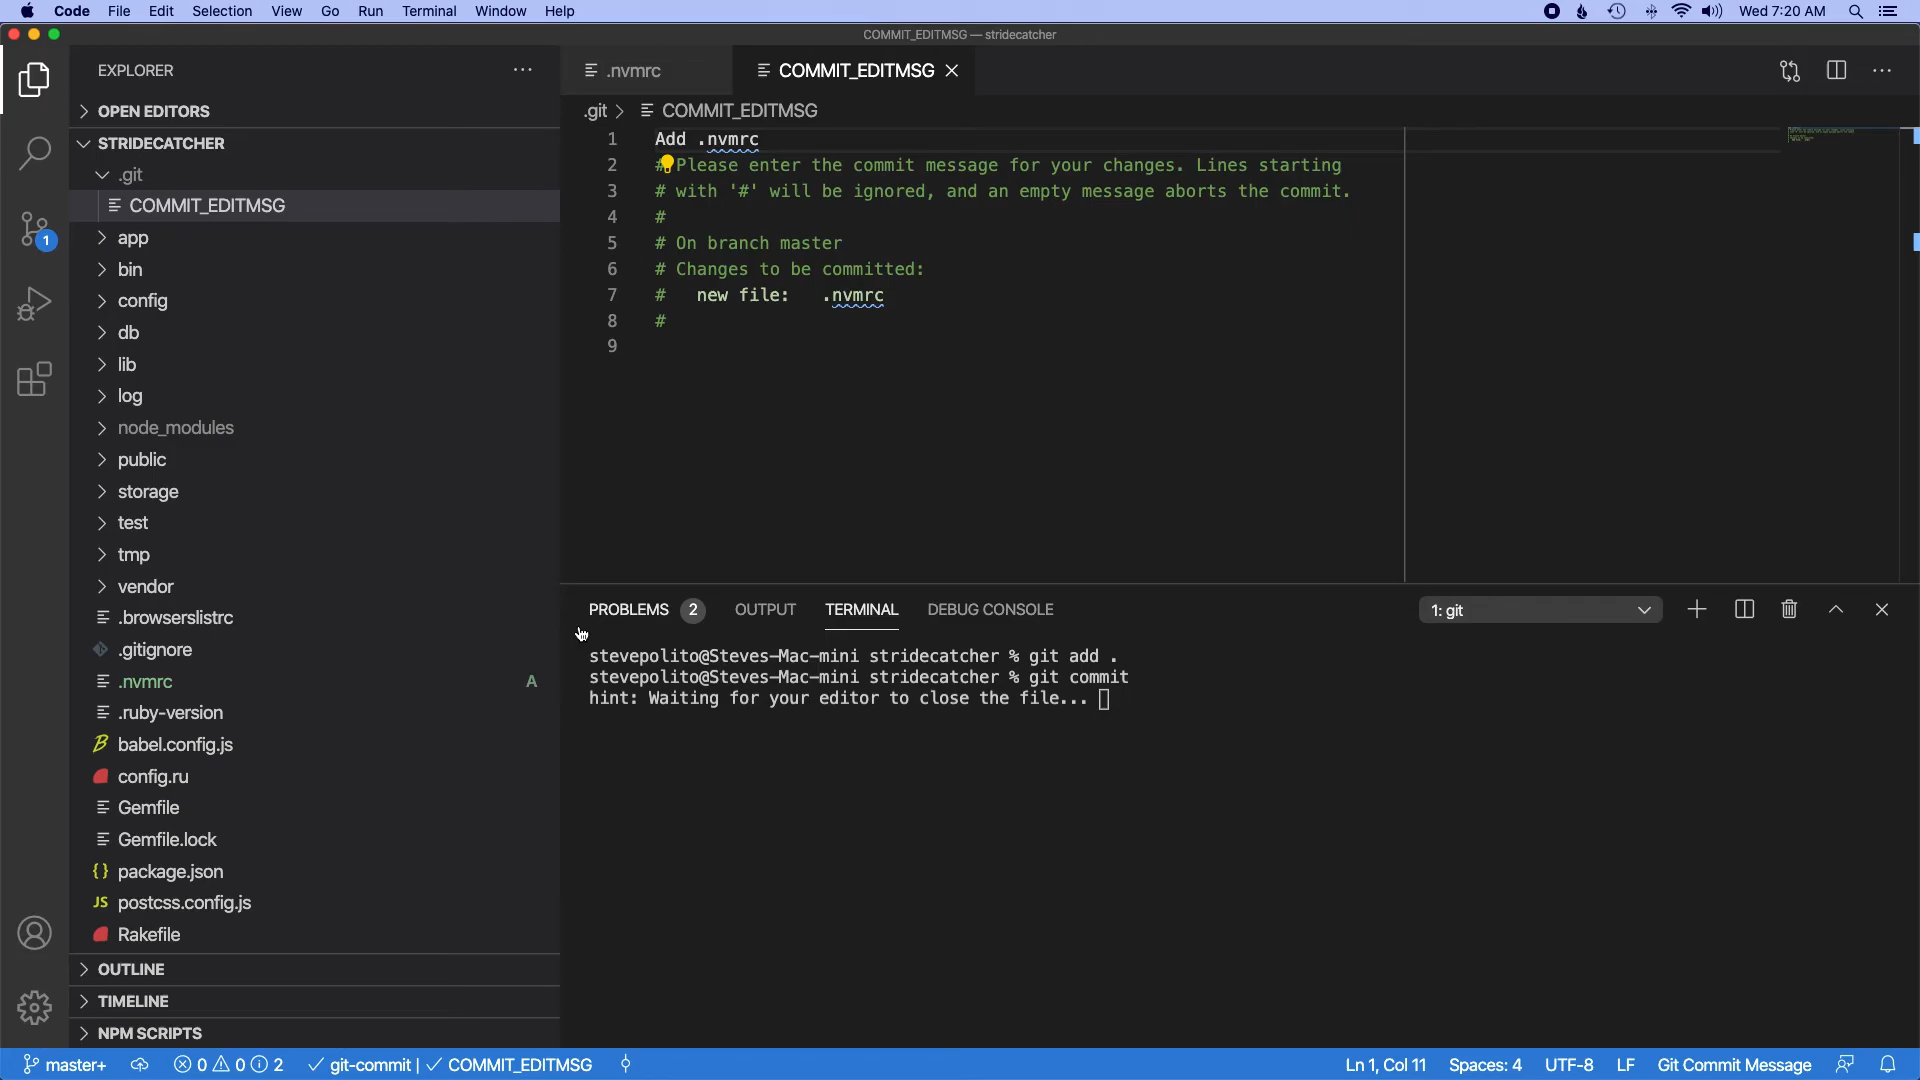 Code File Edit Selection View Go Run Terminal Window Help
Wed 7:20 AM
COMMIT_EDITMSG — stridecatcher
EXPLORER
.nvmrc
COMMIT_EDITMSG
OPEN EDITORS
.git > COMMIT_EDITMSG
STRIDECATCHER
.git
COMMIT_EDITMSG
app
bin
config
db
lib
log
node_modules
public
storage
test
tmp
vendor
.browserslistrc
.gitignore
.nvmrc A
.ruby-version
babel.config.js
config.ru
Gemfile
Gemfile.lock
package.json
postcss.config.js
Rakefile
OUTLINE
TIMELINE
NPM SCRIPTS
1
1 Add .nvmrc
2 # Please enter the commit message for your changes. Lines starting
3 # with '#' will be ignored, and an empty message aborts the commit.
4 #
5 # On branch master
6 # Changes to be committed:
7 # new file: .nvmrc
8 #
9
PROBLEMS 2 OUTPUT TERMINAL DEBUG CONSOLE
1: git
stevepolito@Steves-Mac-mini stridecatcher % git add .
stevepolito@Steves-Mac-mini stridecatcher % git commit
hint: Waiting for your editor to close the file...
master+ 0 0 2 git-commit | COMMIT_EDITMSG
Ln 1, Col 11 Spaces: 4 UTF-8 LF Git Commit Message